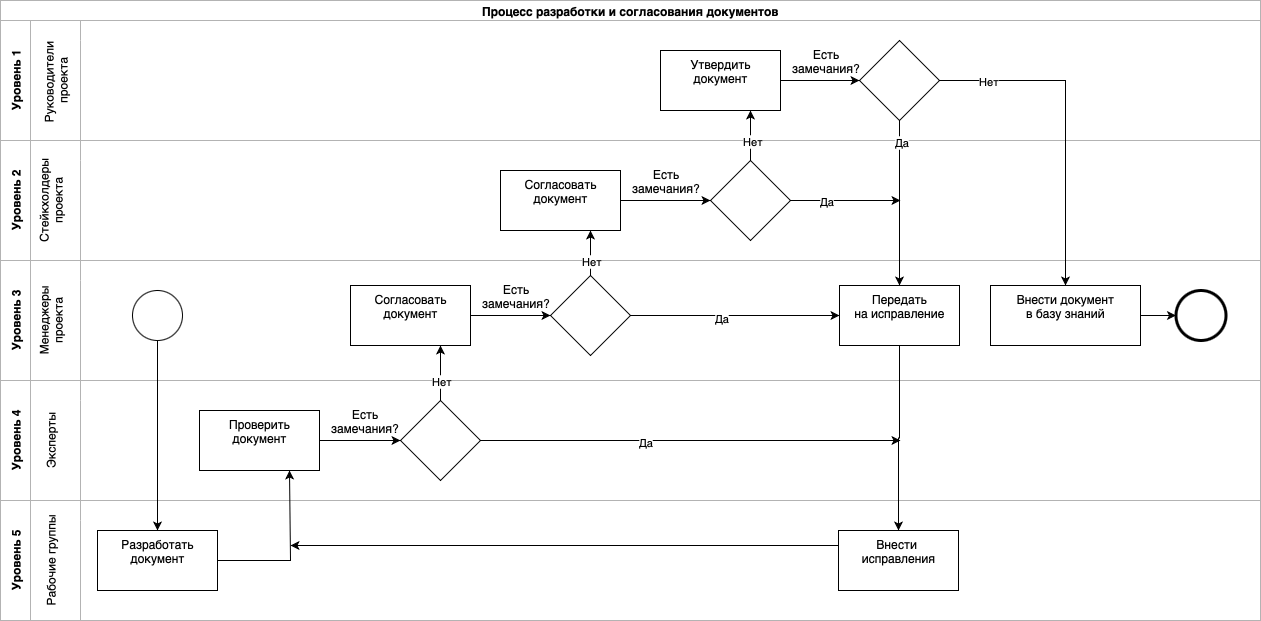 Процесс разработки и согласования документов
Уровень 1
Руководители
проекта
Утвердить
документ
Есть
замечания?
Нет
Да
Уровень 2
Стейкхолдеры
проекта
Согласовать
документ
Есть
замечания?
Нет
Да
Уровень 3
Менеджеры
проекта
Согласовать
документ
Есть
замечания?
Нет
Да
Передать
на исправление
Внести документ
в базу знаний
Уровень 4
Эксперты
Проверить
документ
Есть
замечания?
Нет
Да
Уровень 5
Рабочие группы
Разработать
документ
Внести
исправления